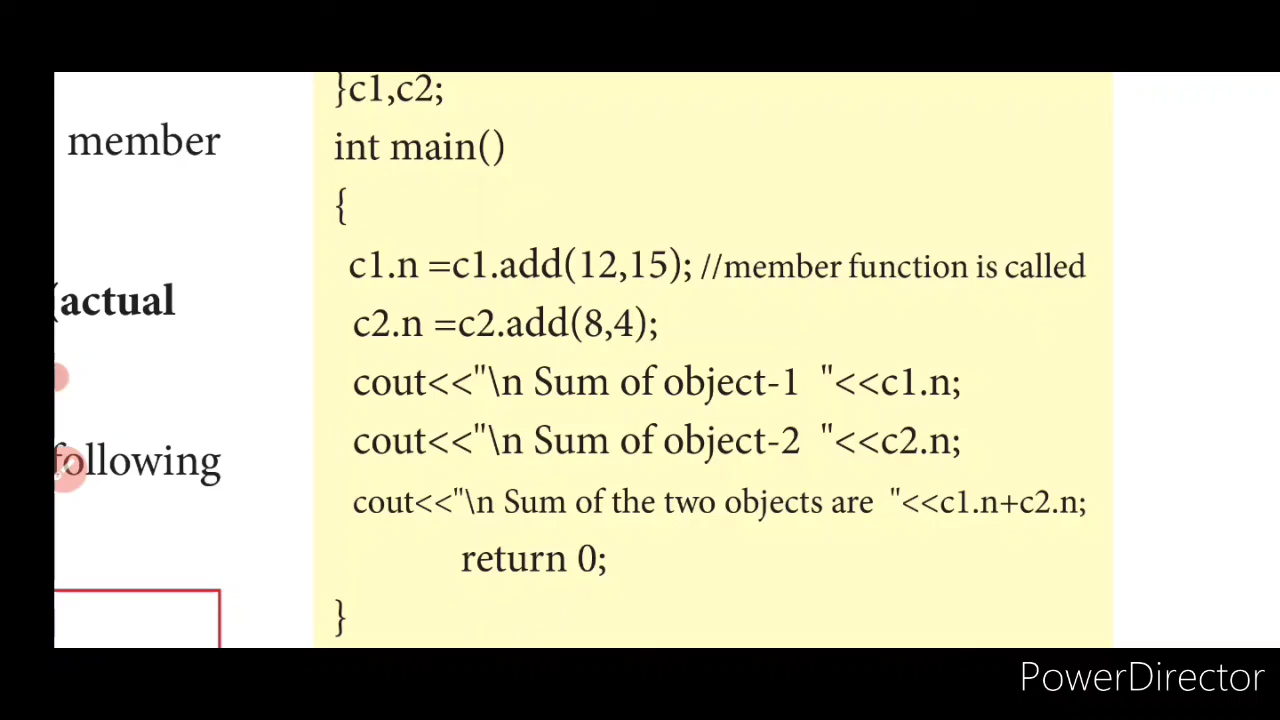 member
(actual
following
}c1,c2;
int main()
{
c1.n =c1.add(12,15); //member function is called
c2.n =c2.add(8,4);
cout<<"\n Sum of object-1 "<<c1.n;
cout<<"\n Sum of object-2 "<<c2.n;
cout<<"\n Sum of the two objects are "<<c1.n+c2.n;
return 0;
}
PowerDirector